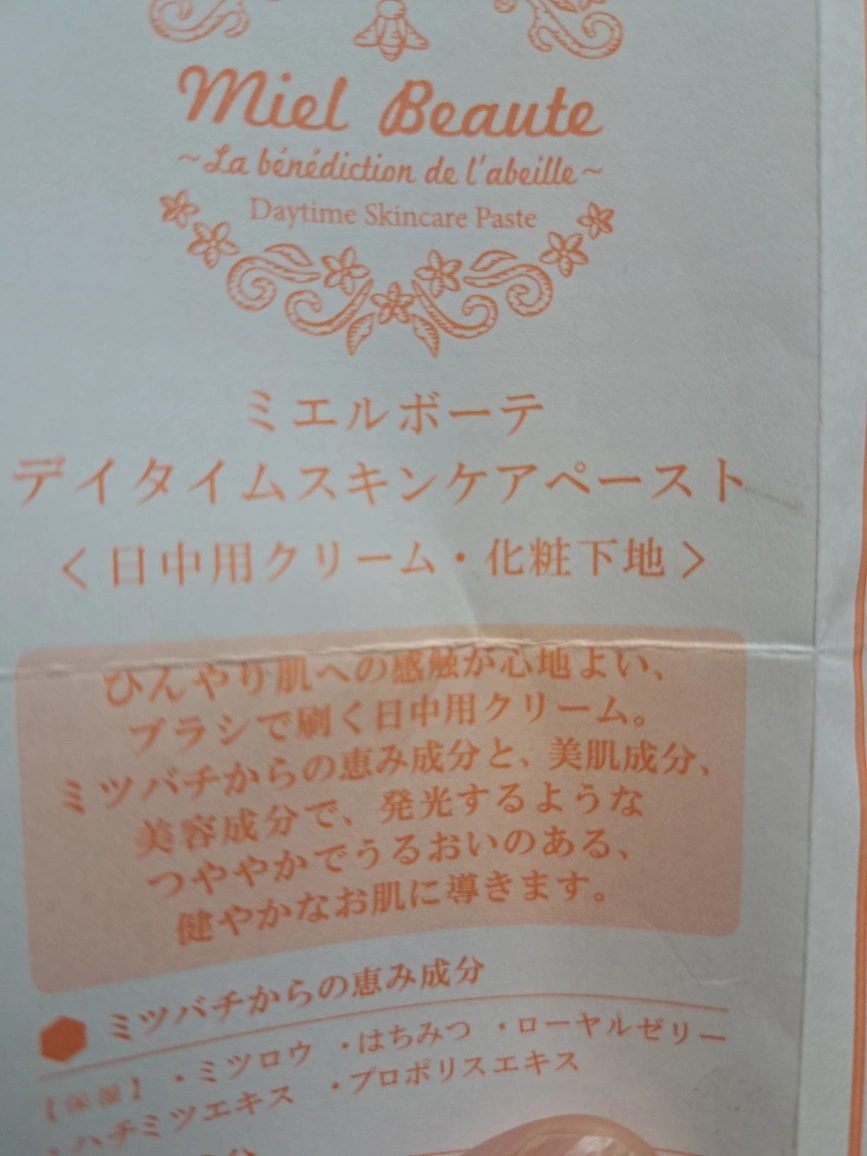 Miel Beaute
~La bénédiction de l'abeille~
Daytime Skincare Paste
ミエルボーテ
デイタイムスキンケアペースト
<日中用クリーム・化粧下地>
ひんやり肌への感触が心地よい、
ブラシで刷く日中用クリーム。
ミツバチからの恵み成分と、美肌成分、
美容成分で、発光するような
つややかでうるおいのある、
健やかなお肌に導きます。
ミツバチからの恵み成分
【保湿】・ミツロウ ・はちみつ ・ローヤルゼリー
・ハチミツエキス ・プロポリスエキス